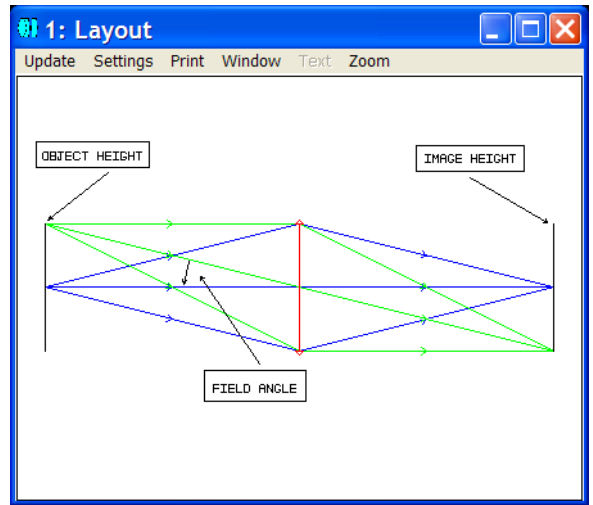 1: Layout
Update Settings Print Window Text Zoom
OBJECT HEIGHT
IMAGE HEIGHT
FIELD ANGLE